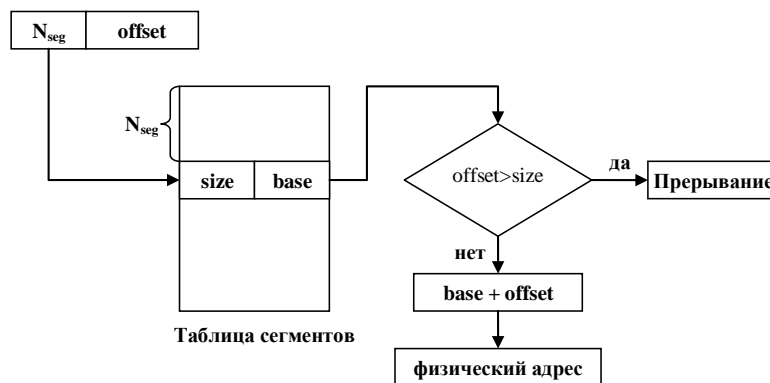 Nseg offset
Nseg
size base
offset>size
да
Прерывание
нет
base + offset
Таблица сегментов
физический адрес